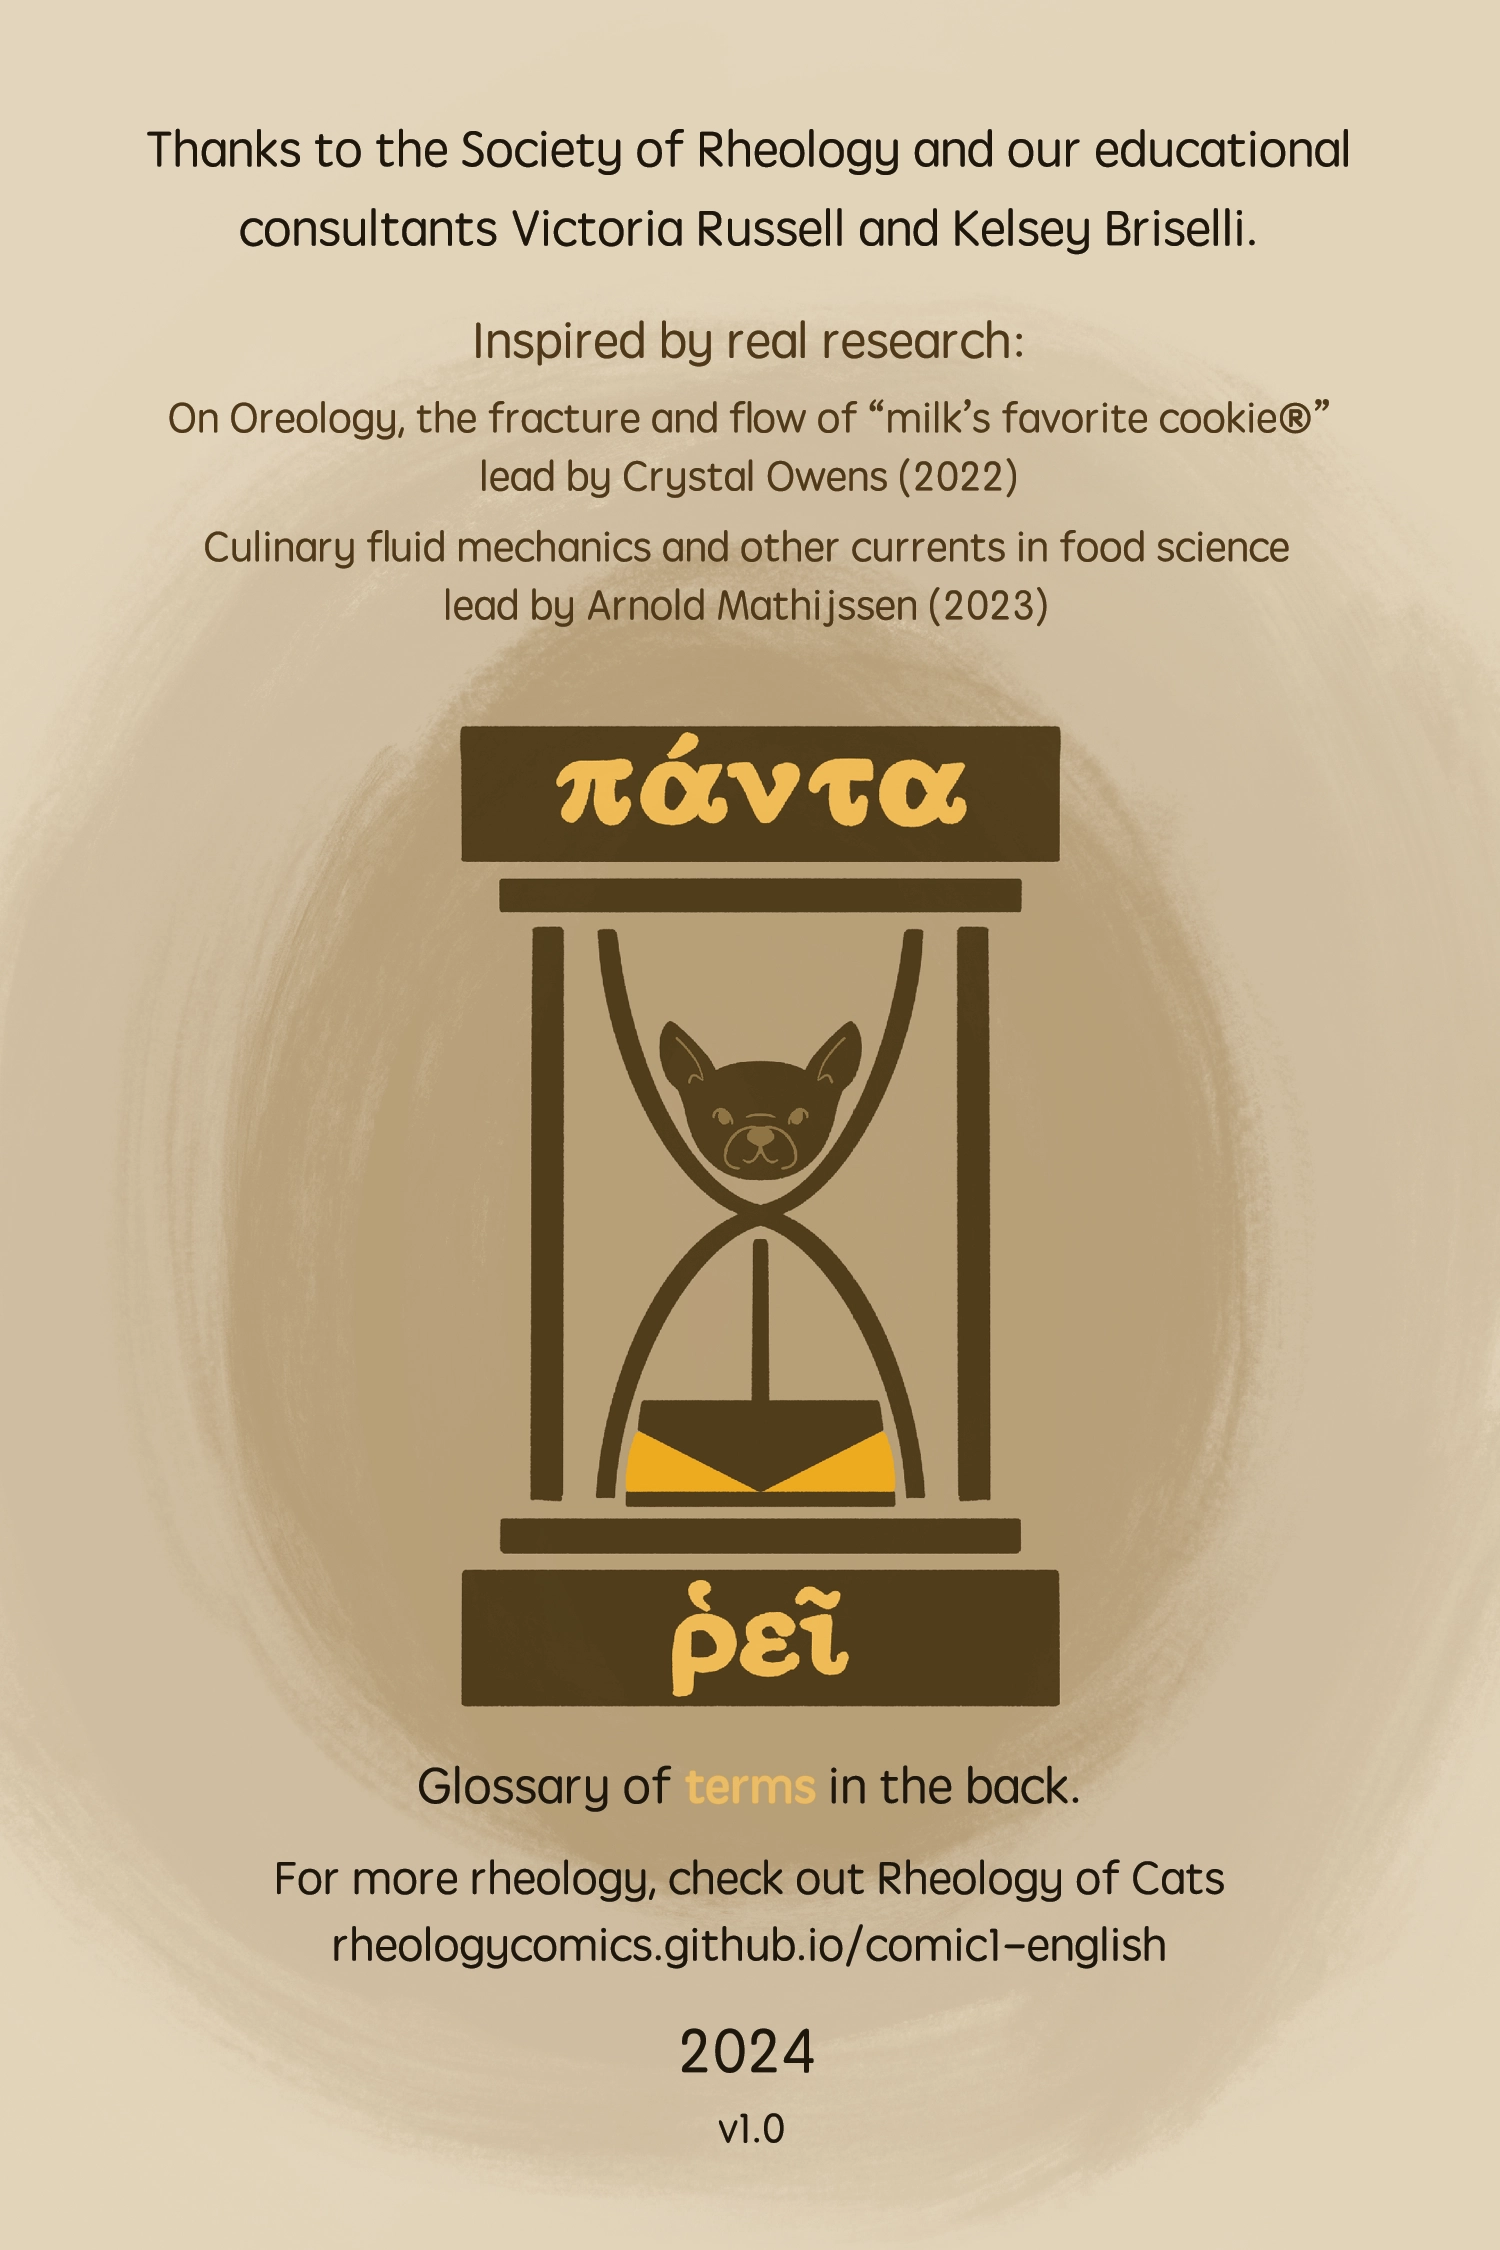 Thanks to the Society of Rheology and our educational
consultants Victoria Russell and Kelsey Briselli.
Inspired by real research:
On Oreology, the fracture and flow of “milk’s favorite cookie®”
lead by Crystal Owens (2022)
Culinary fluid mechanics and other currents in food science
lead by Arnold Mathijssen (2023)
πάντα
ῥεῖ
Glossary of terms in the back.
For more rheology, check out Rheology of Cats
rheologycomics.github.io/comic1-english
2024
v1.0